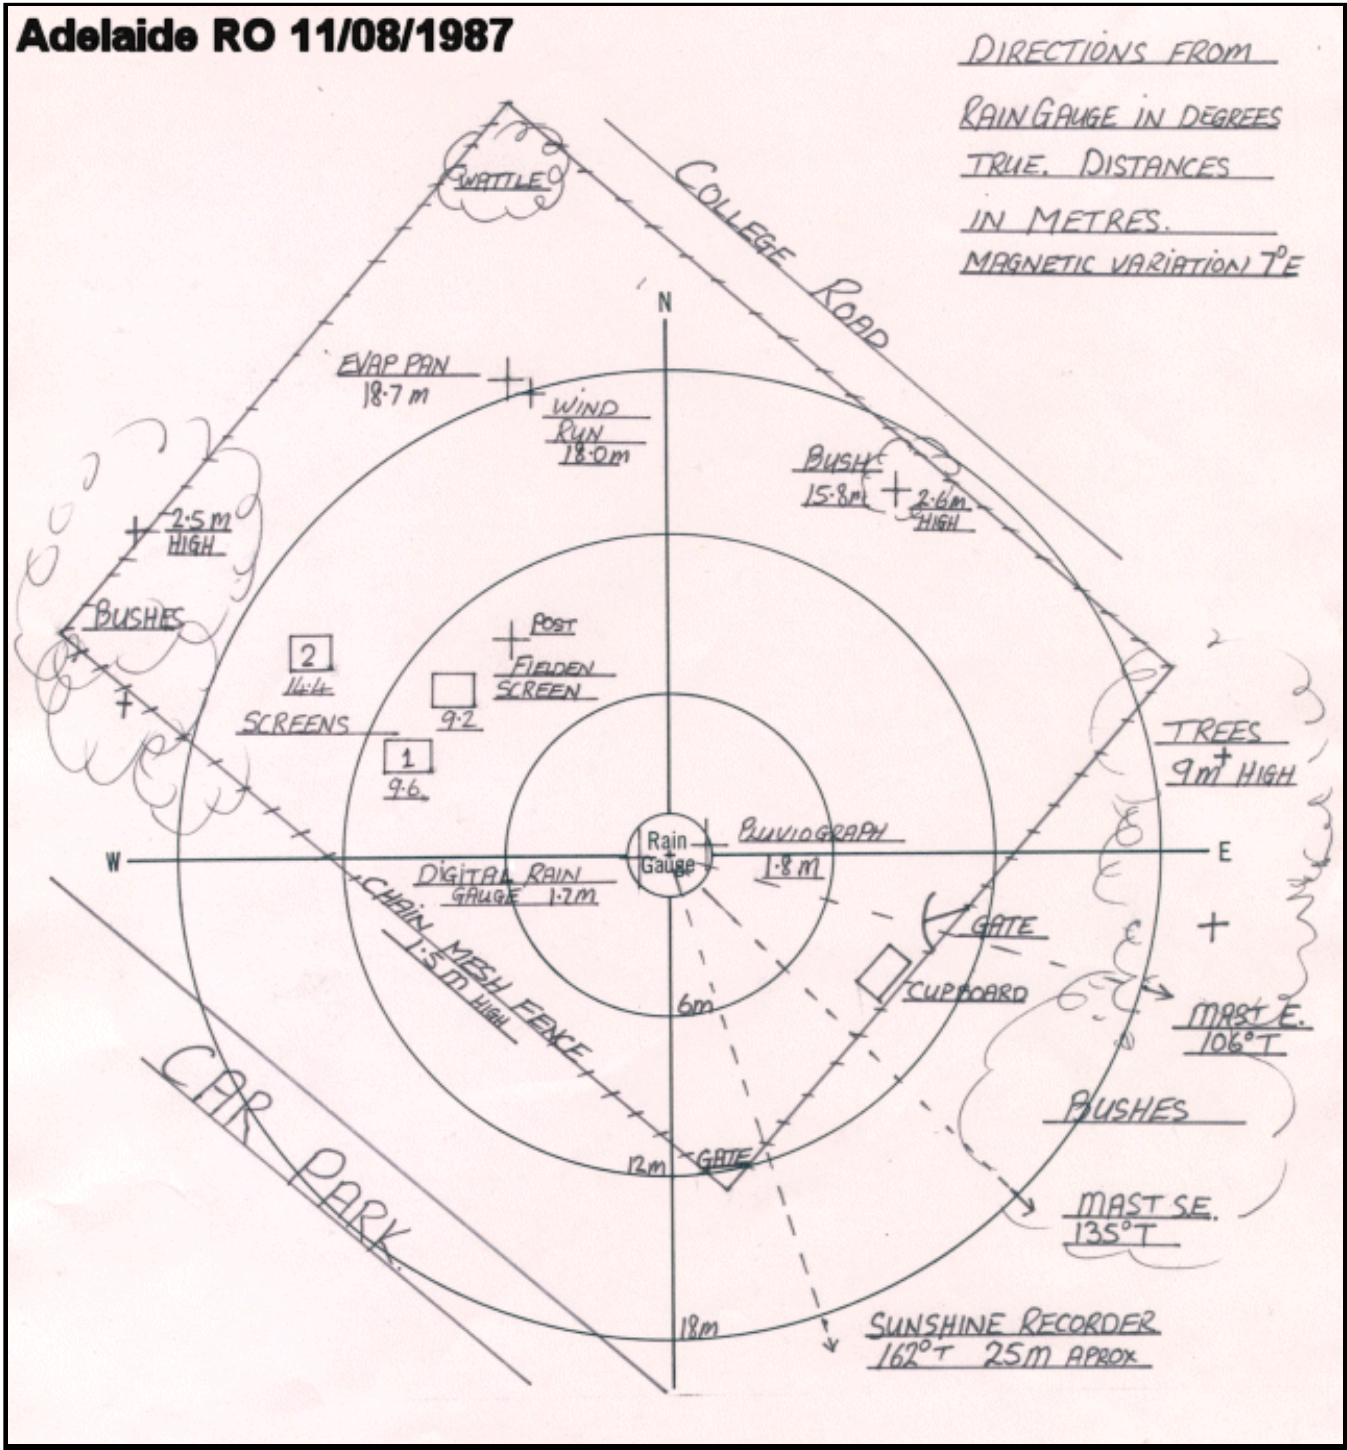 Adelaide RO 11/08/1987
DIRECTIONS FROM
RAIN GAUGE IN DEGREES
TRUE. DISTANCES
IN METRES.
MAGNETIC VARIATION 7°E
WATTLE
COLLEGE ROAD
N
EVAP PAN
18.7 m
WIND
RUN
18.0m
BUSH
15.8m
2.6m
HIGH
2.5 m
HIGH
BUSHES
POST
2
14.4
FIELDEN
SCREEN
9.2
SCREENS
1
9.6
TREES
9m HIGH
Rain
Gauge
PLUVIOGRAPH
1.8 m
W
E
DIGITAL RAIN
GAUGE 1.2m
CHAIN MESH FENCE
1.5 m HIGH
GATE
CUPBOARD
6m
MAST E.
106°T
CAR PARK.
BUSHES
12m
GATE
MAST S.E.
135°T
18m
SUNSHINE RECORDER
162°T 25m APROX